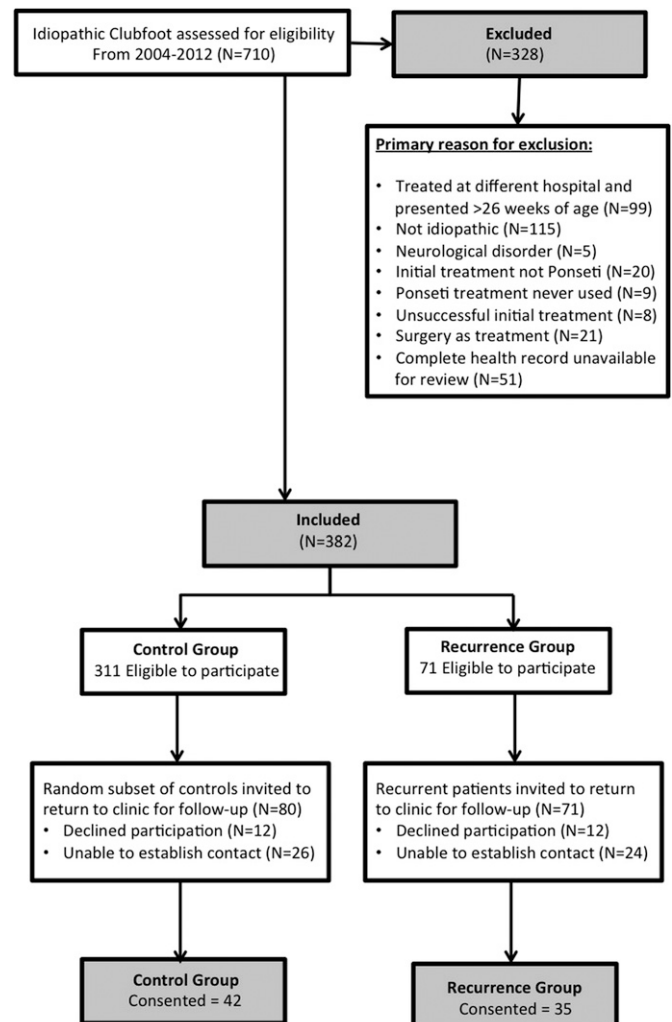 Idiopathic Clubfoot assessed for eligibility
From 2004-2012 (N=710)
Excluded
(N=328)
Primary reason for exclusion:
• Treated at different hospital and
presented >26 weeks of age (N=99)
• Not idiopathic (N=115)
• Neurological disorder (N=5)
• Initial treatment not Ponseti (N=20)
• Ponseti treatment never used (N=9)
• Unsuccessful initial treatment (N=8)
• Surgery as treatment (N=21)
• Complete health record unavailable
for review (N=51)
Included
(N=382)
Control Group
311 Eligible to participate
Recurrence Group
71 Eligible to participate
Random subset of controls invited to
return to clinic for follow-up (N=80)
• Declined participation (N=12)
• Unable to establish contact (N=26)
Recurrent patients invited to return
to clinic for follow-up (N=71)
• Declined participation (N=12)
• Unable to establish contact (N=24)
Control Group
Consented = 42
Recurrence Group
Consented = 35